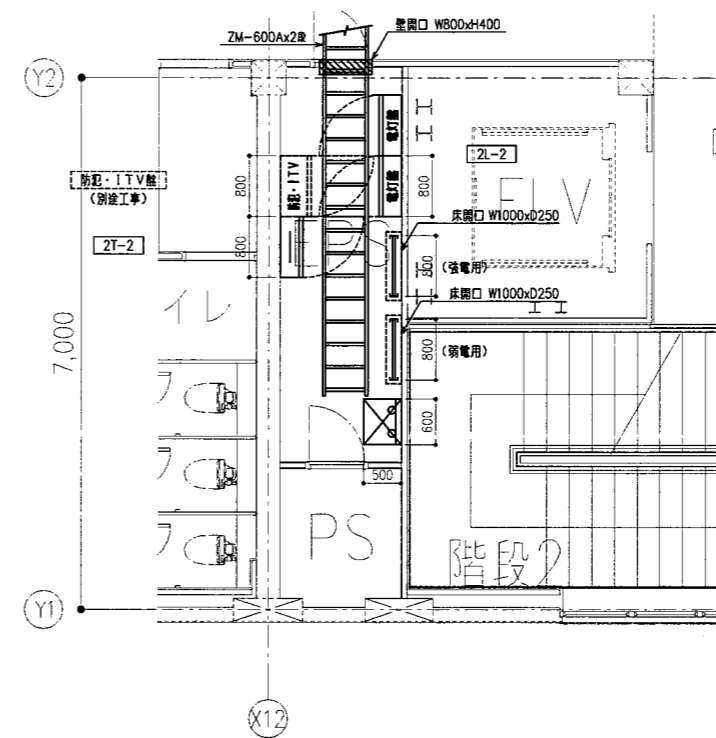 ZM-600Ax2段
壁開口 W800xH400
Y2
電灯盤
2L-2
防犯・ITV盤
(別途工事)
800
防犯・ITV
電灯盤
800
ELV
床開口 W1000xD250
2T-2
800
EPS
800
(強電用)
床開口 W1000xD250
イレ
7,000
800
(弱電用)
600
500
PS
階段2
Y1
X12